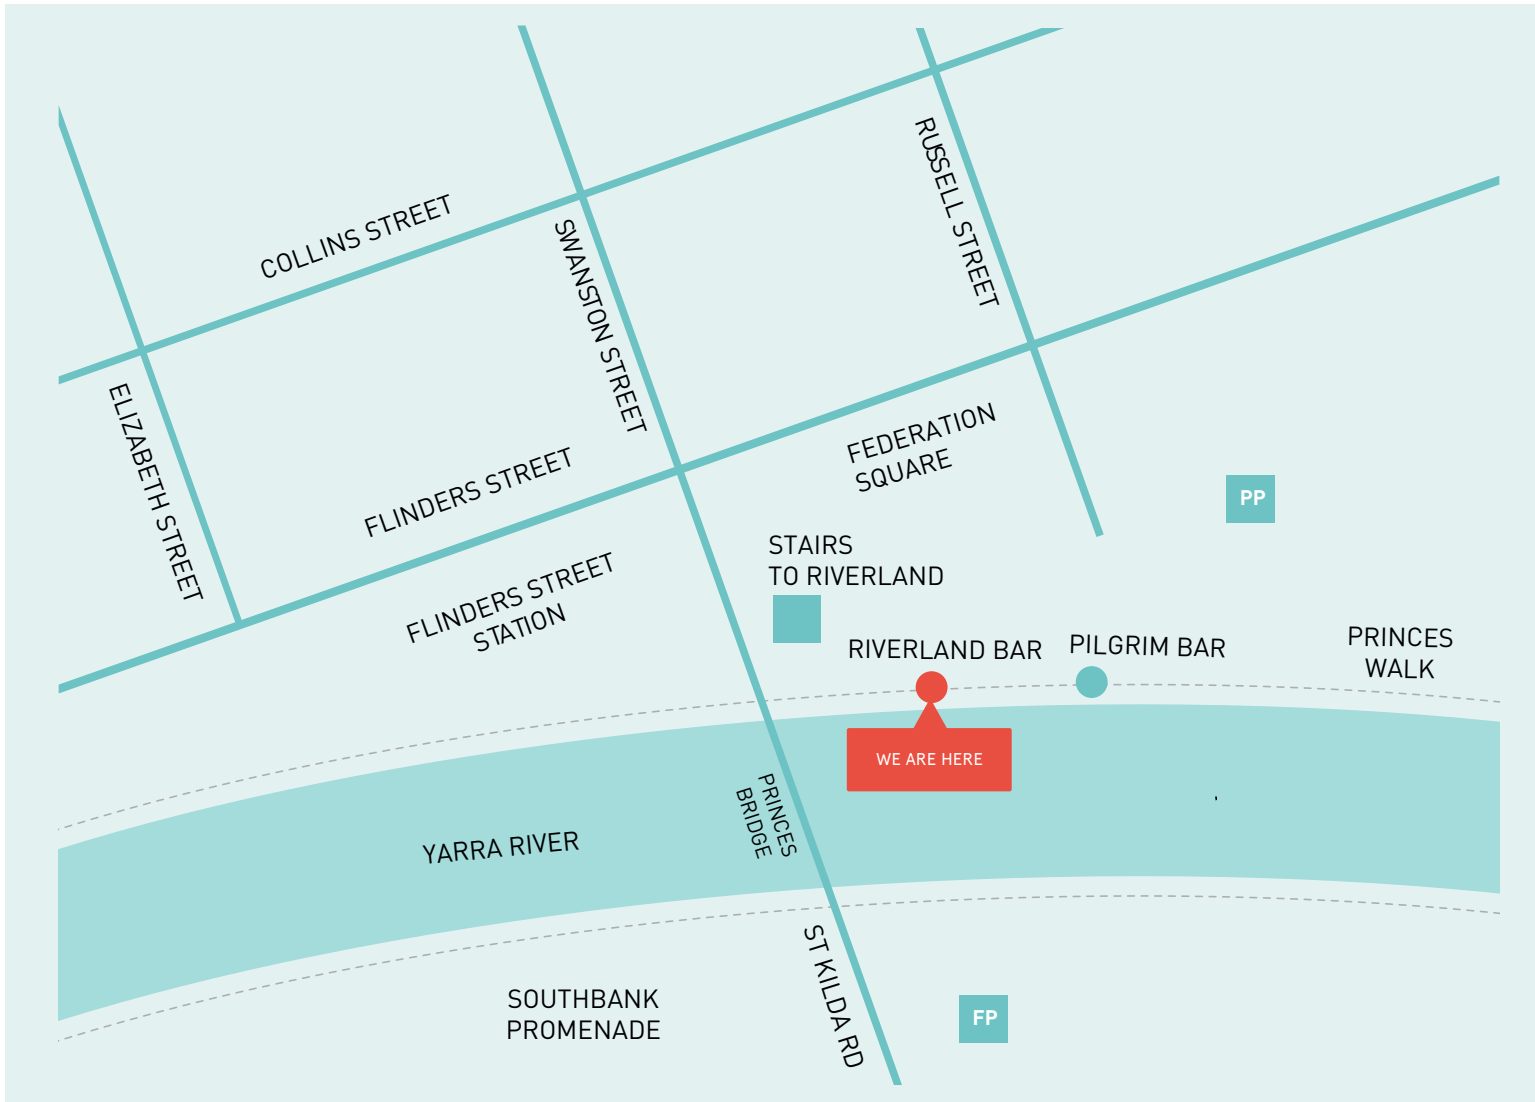 COLLINS STREET
SWANSTON STREET
RUSSELL STREET
ELIZABETH STREET
FLINDERS STREET
FEDERATION
SQUARE
PP
STAIRS
TO RIVERLAND
FLINDERS STREET
STATION
RIVERLAND BAR
PILGRIM BAR
PRINCES
WALK
WE ARE HERE
PRINCES
BRIDGE
YARRA RIVER
ST KILDA RD
SOUTHBANK
PROMENADE
FP